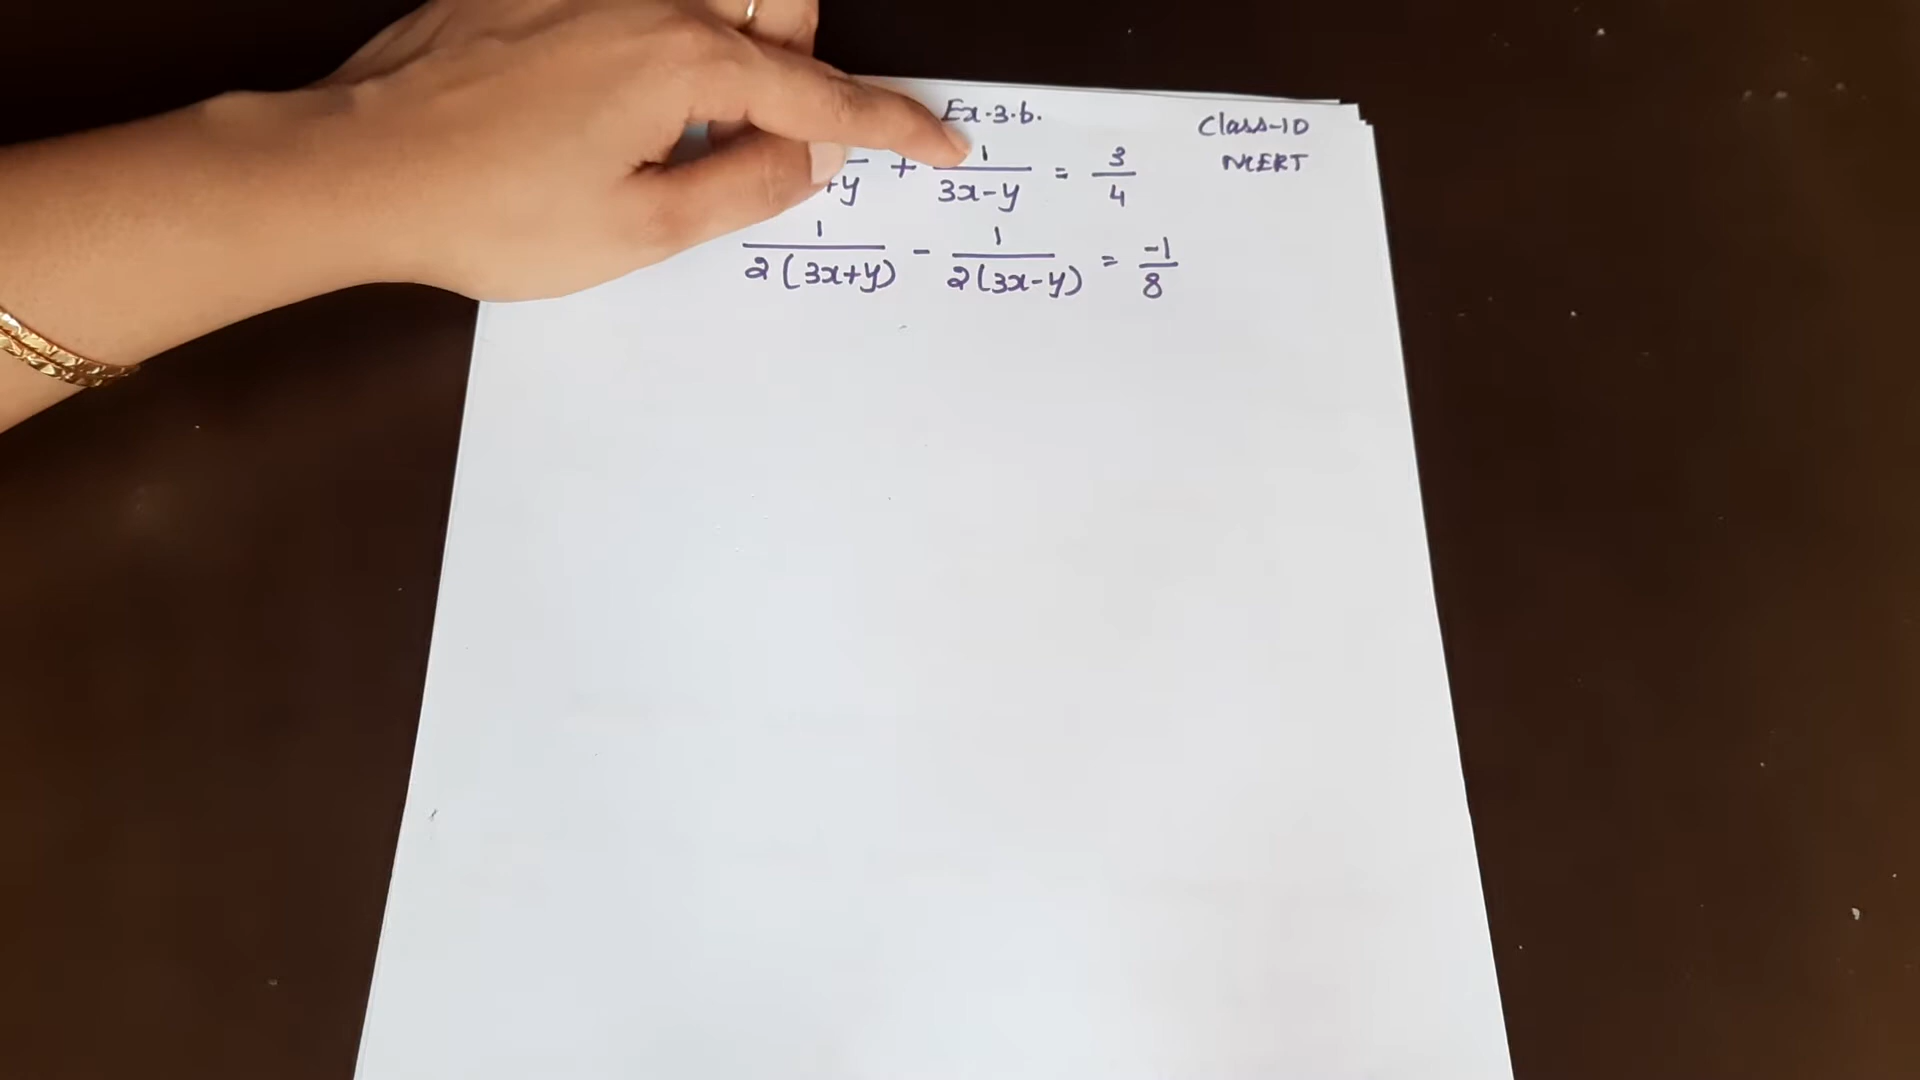 Ex.3.6.
Class-10
NCERT
+y + 1/(3x-y) = 3/4
1/(2(3x+y)) - 1/(2(3x-y)) = -1/8